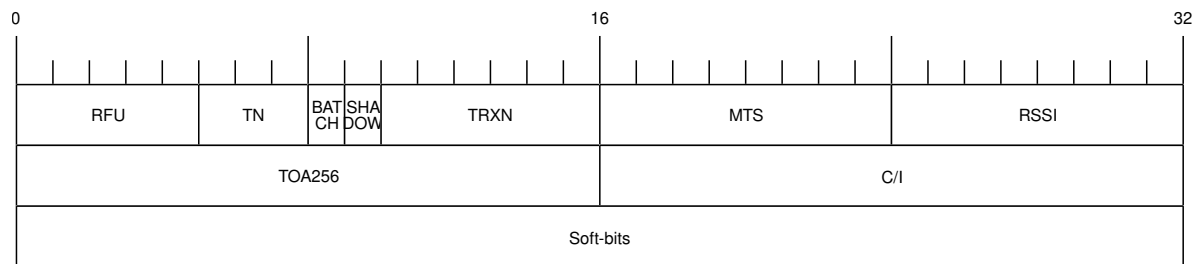 0 16 32
RFU TN BAT SHA TRXN MTS RSSI
CH DOW
TOA256 C/I
Soft-bits